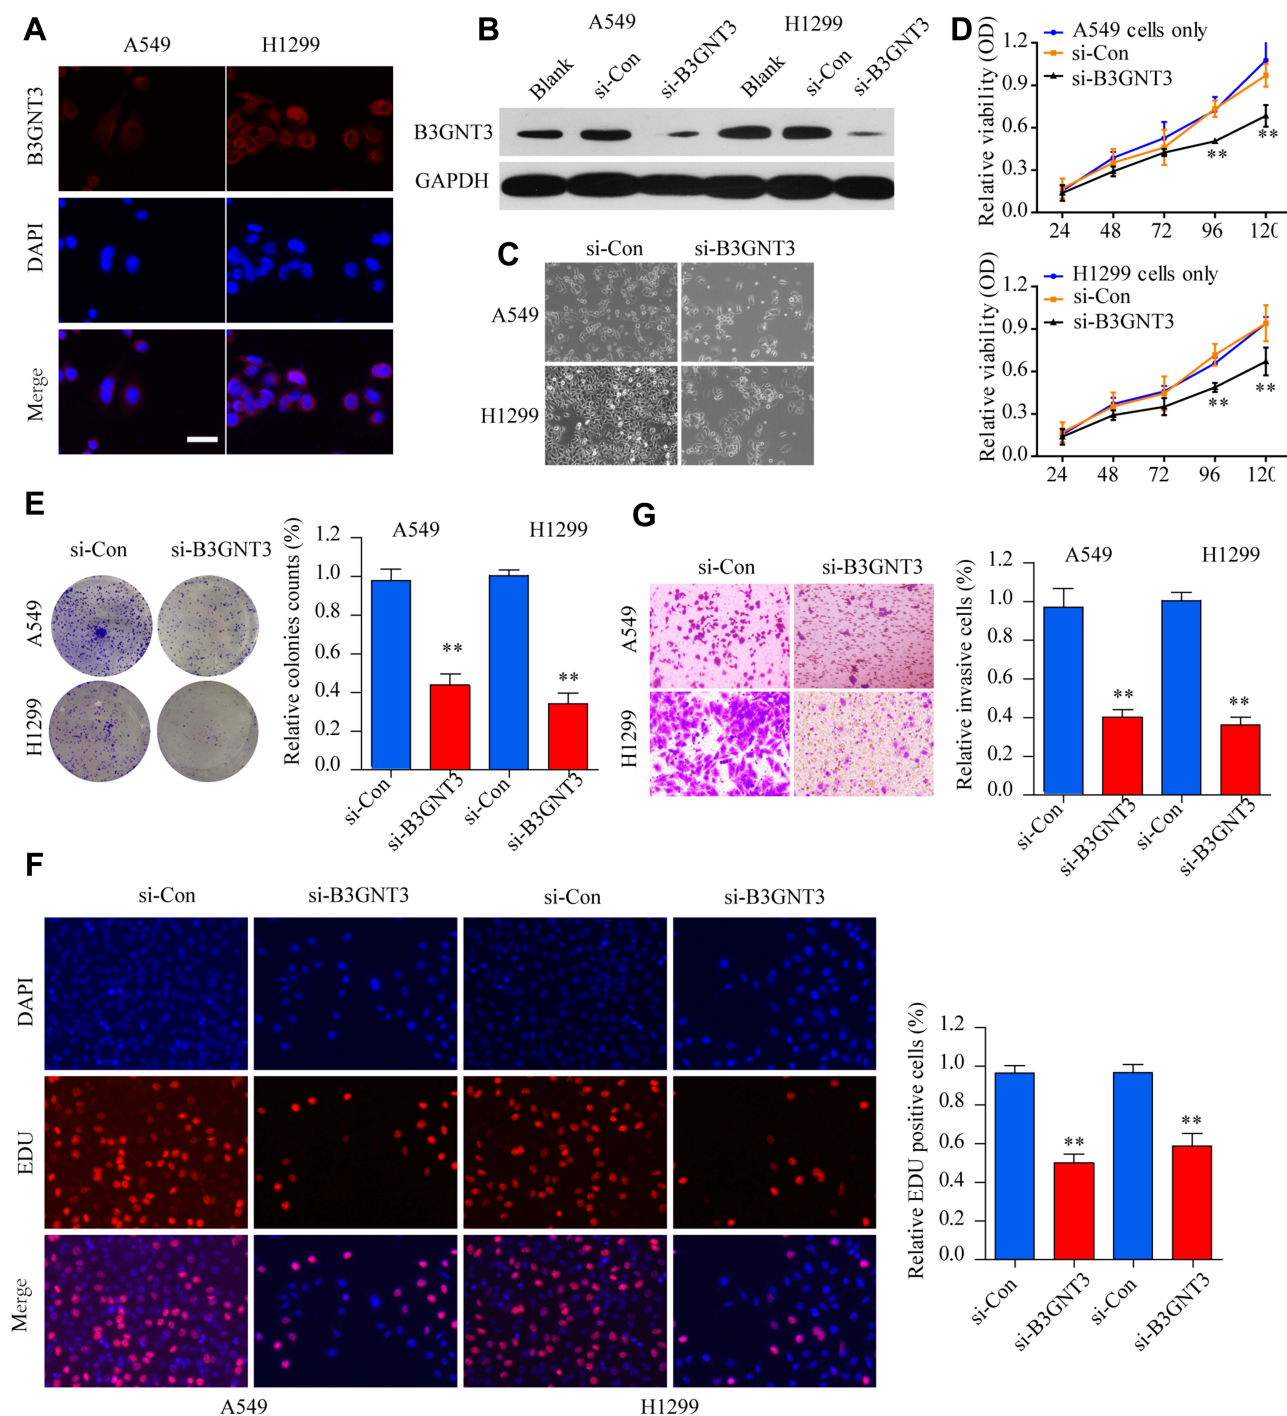 A
A549
H1299
B3GNT3
DAPI
Merge
B
A549
H1299
Blank
si-Con
si-B3GNT3
Blank
si-Con
si-B3GNT3
B3GNT3
GAPDH
C
si-Con
si-B3GNT3
A549
H1299
D
A549 cells only
si-Con
si-B3GNT3
Relative viability (OD)
1.2
0.9
0.6
0.3
0.0
**
**
24
48
72
96
120
H1299 cells only
si-Con
si-B3GNT3
Relative viability (OD)
1.2
0.9
0.6
0.3
0.0
**
**
24
48
72
96
120
E
si-Con
si-B3GNT3
A549
H1299
A549
H1299
Relative colonies counts (%)
1.2
1.0
0.8
0.6
0.4
0.2
0.0
**
**
si-Con
si-B3GNT3
si-Con
si-B3GNT3
G
si-Con
si-B3GNT3
A549
H1299
A549
H1299
Relative invasive cells (%)
1.2
1.0
0.8
0.6
0.4
0.2
0.0
**
**
si-Con
si-B3GNT3
si-Con
si-B3GNT3
F
si-Con
si-B3GNT3
si-Con
si-B3GNT3
DAPI
EDU
Merge
A549
H1299
Relative EDU positive cells (%)
1.2
1.0
0.8
0.6
0.4
0.2
0.0
**
**
si-Con
si-B3GNT3
si-Con
si-B3GNT3